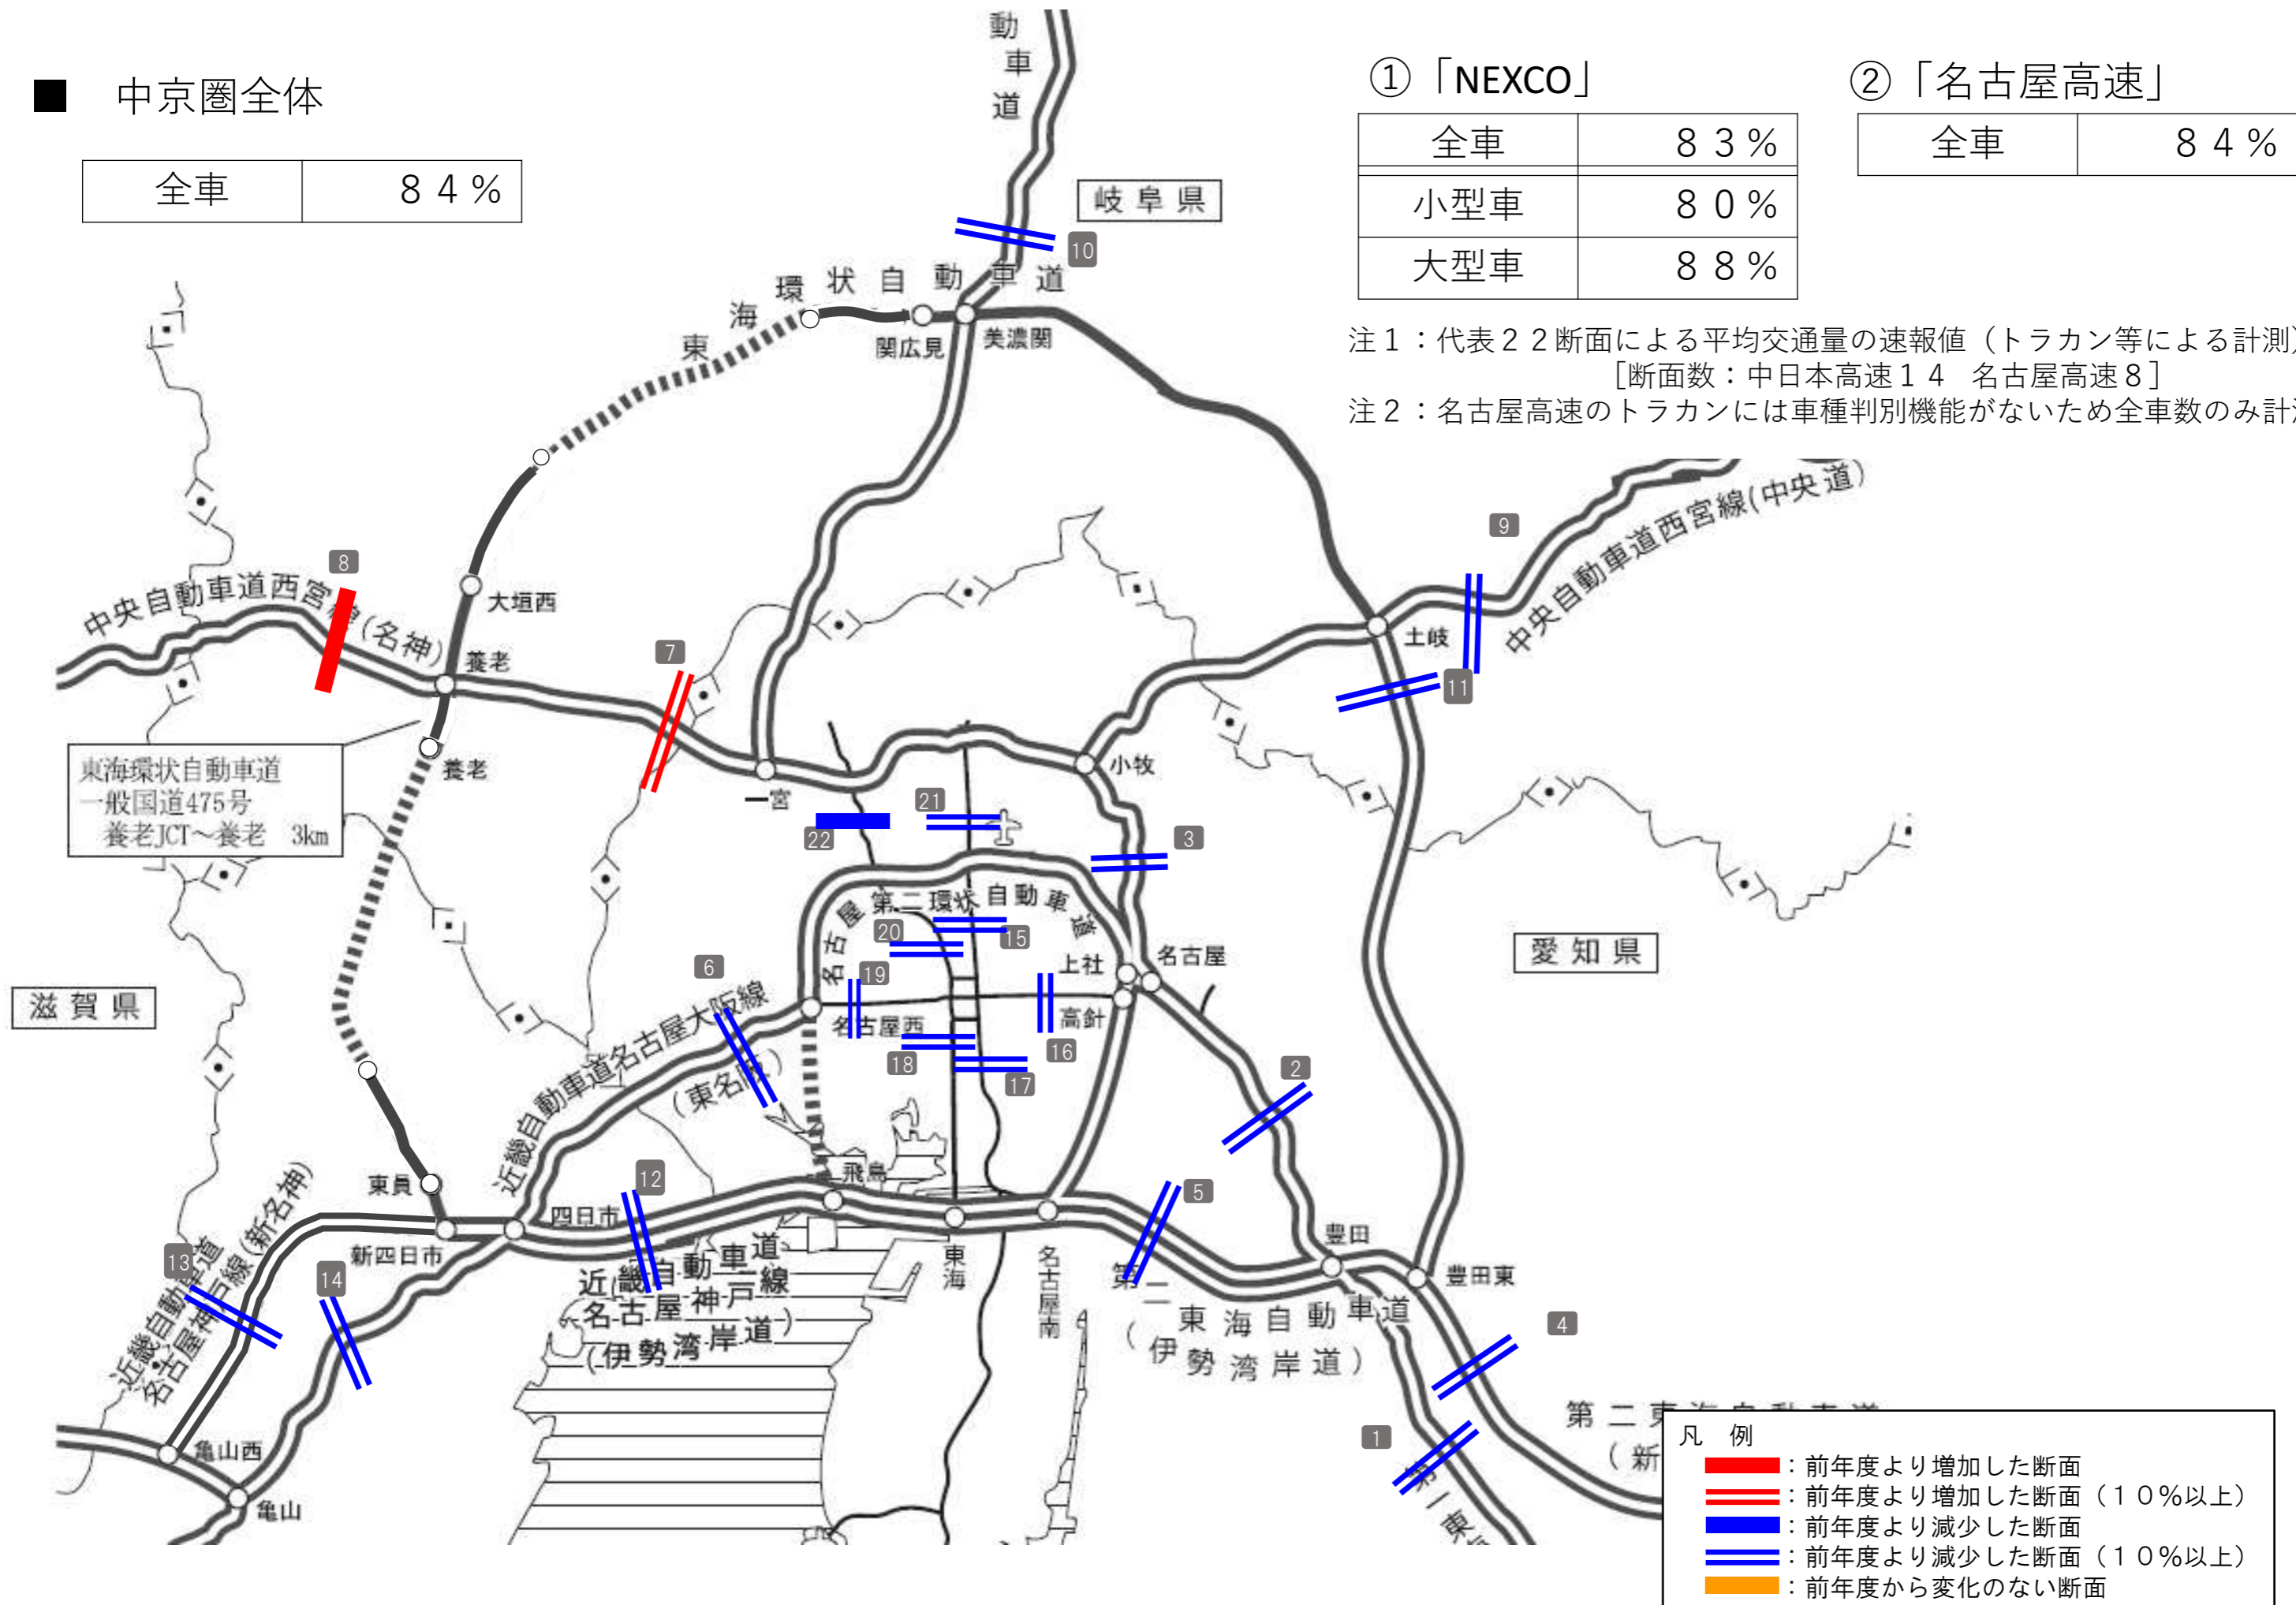 ■ 中京圏全体
全車 84%
①「NEXCO」
全車 83%
小型車 80%
大型車 88%
②「名古屋高速」
全車 84%
注1：代表22断面による平均交通量の速報値（トラカン等による計測）
［断面数：中日本高速14 名古屋高速8］
注2：名古屋高速のトラカンには車種判別機能がないため全車数のみ計
動車道
岐阜県
10
東海環状自動車道
関広見
美濃関
9
中央自動車道西宮線(中央道)
8
中央自動車道西宮線(名神)
大垣西
養老
7
土岐
11
養老
東海環状自動車道
一般国道475号
養老JCT～養老 3km
一宮
小牧
21
22
3
名古屋第二環状自動車道
20
15
上社
名古屋
愛知県
6
19
滋賀県
近畿自動車道名古屋大阪線
(東名阪)
名古屋西
高針
16
18
17
2
飛島
東員
12
5
四日市
新四日市
13
近畿自動車道
名古屋神戸線(新名神)
14
近畿自動車道
名古屋神戸線
(伊勢湾岸道)
東海
名古屋南
豊田
豊田東
第二東海自動車道
(伊勢湾岸道)
4
1
亀山西
亀山
第二東海自動車道
(新
第一東
凡 例
：前年度より増加した断面
：前年度より増加した断面（10%以上）
：前年度より減少した断面
：前年度より減少した断面（10%以上）
：前年度から変化のない断面